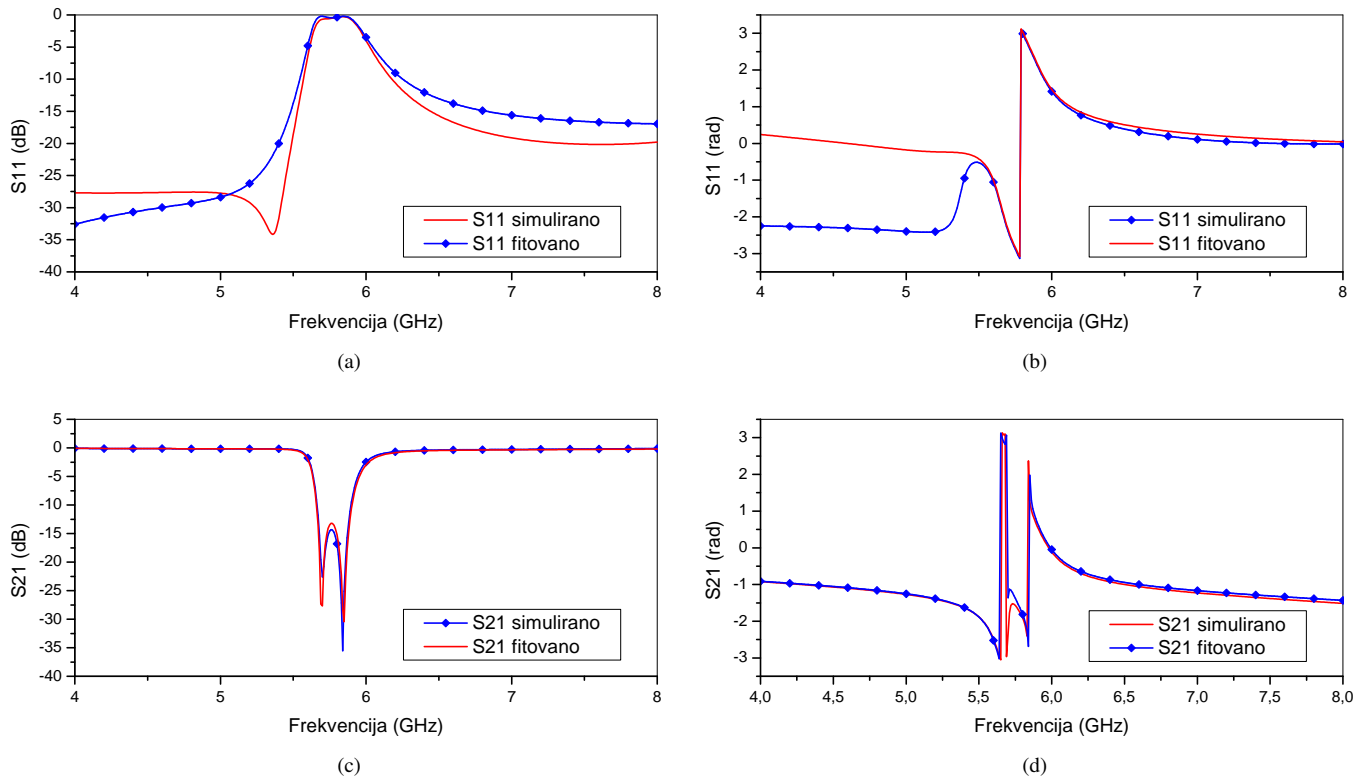 0
-5
-10
-15
-20
-25
-30
-35
-40
S11 (dB)
S11 simulirano
S11 fitovano
4 5 6 7 8
Frekvencija (GHz)
(a)
3
2
1
0
-1
-2
-3
S11 (rad)
S11 simulirano
S11 fitovano
4 5 6 7 8
Frekvencija (GHz)
(b)
5
0
-5
-10
-15
-20
-25
-30
-35
-40
S21 (dB)
S21 simulirano
S21 fitovano
4 5 6 7 8
Frekvencija (GHz)
(c)
3
2
1
0
-1
-2
-3
S21 (rad)
S21 simulirano
S21 fitovano
4,0 4,5 5,0 5,5 6,0 6,5 7,0 7,5 8,0
Frekvencija (GHz)
(d)